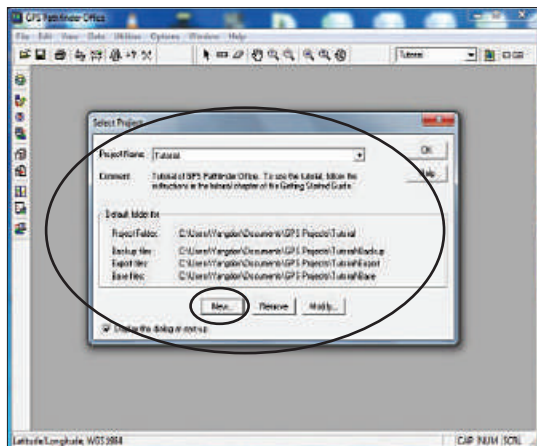 GPS Pathfinder Office
File Edit View Data Utilities Options Window Help
Tutorial
Select Project
Project Name: Tutorial
OK
Comment: Tutorial of GPS Pathfinder Office. To use the tutorial, follow the
Help
instructions in the tutorial chapter of the Getting Started Guide.
Default folder for
Project Folder: C:\Users\Yangdon\Documents\GPS Projects\Tutorial
Backup files: C:\Users\Yangdon\Documents\GPS Projects\Tutorial\Backup
Export files: C:\Users\Yangdon\Documents\GPS Projects\Tutorial\Export
Base files: C:\Users\Yangdon\Documents\GPS Projects\Tutorial\Base
New... Remove Modify...
Display this dialog at start-up
Latitude/Longitude, WGS 1984
CAP NUM SCRL